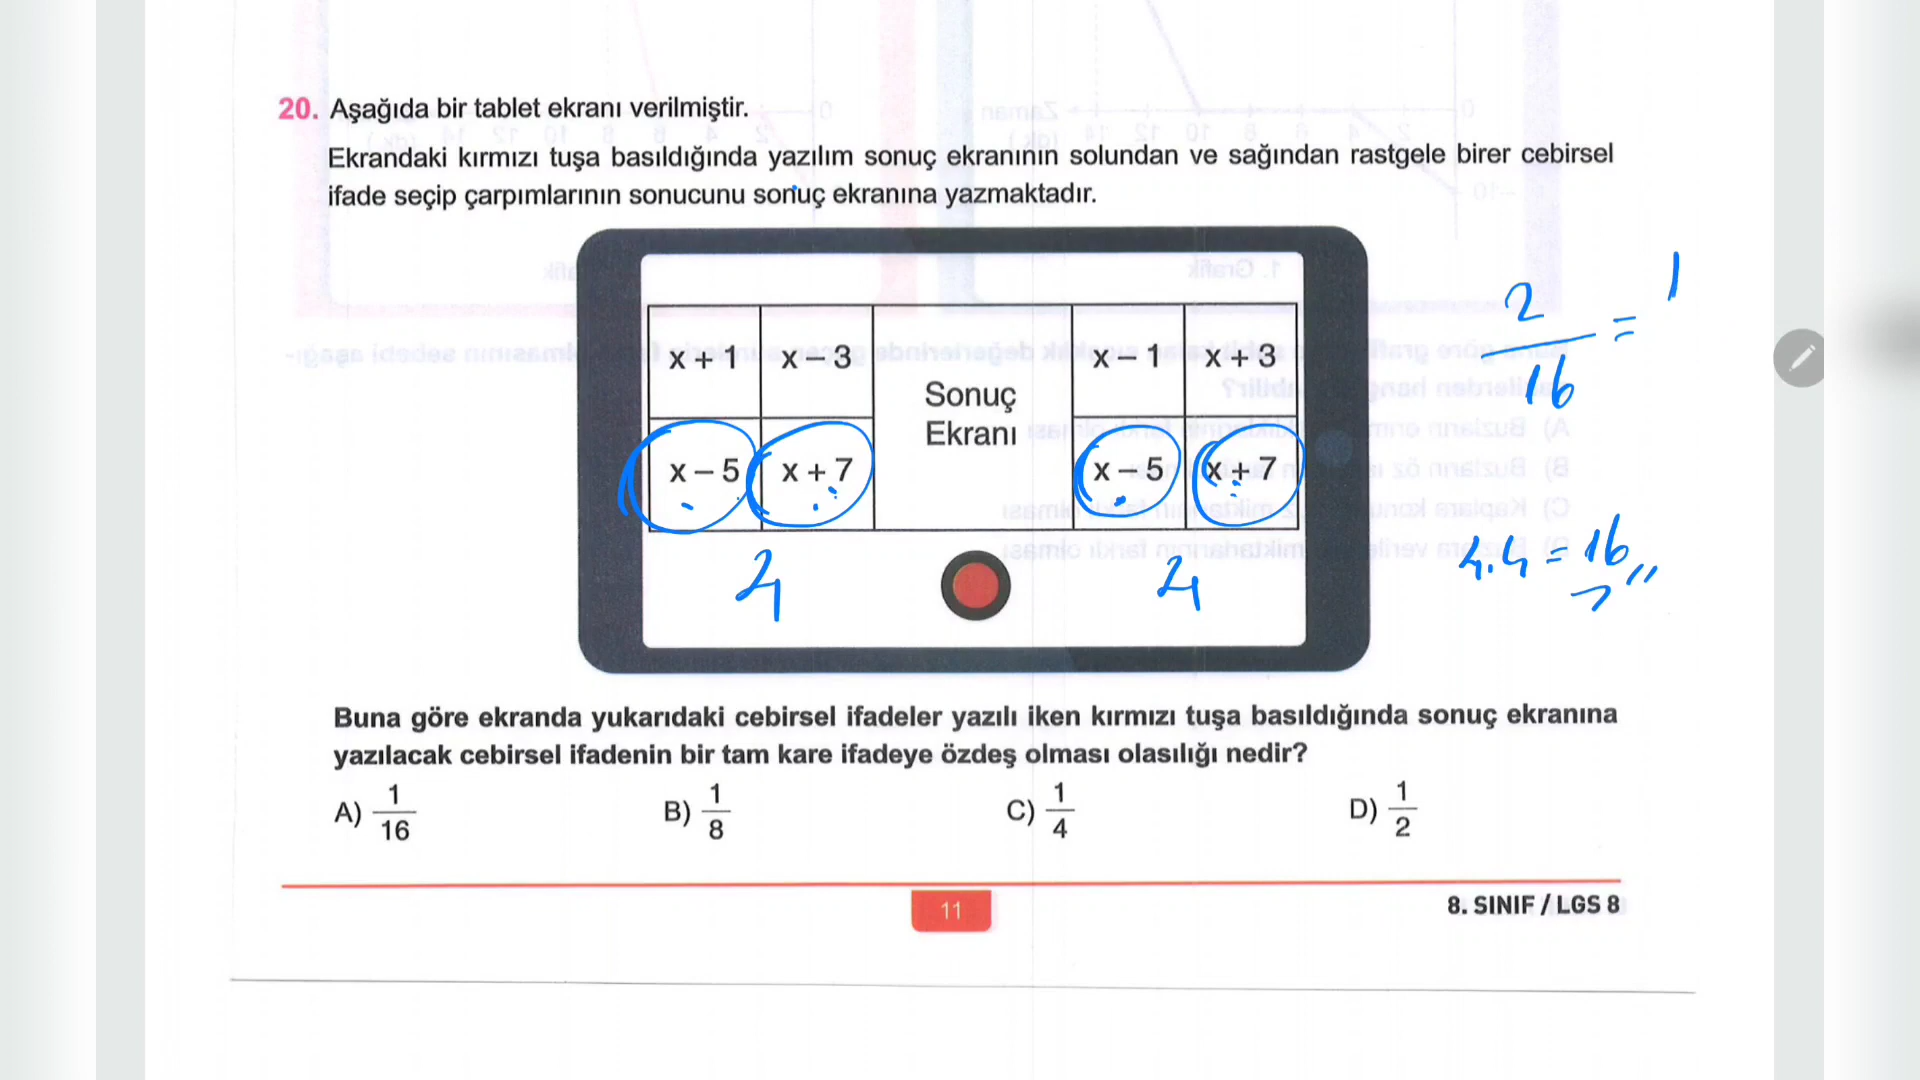 20. Aşağıda bir tablet ekranı verilmiştir.
Ekrandaki kırmızı tuşa basıldığında yazılım sonuç ekranının solundan ve sağından rastgele birer cebirsel
ifade seçip çarpımlarının sonucunu sonuç ekranına yazmaktadır.
x + 1 x – 3 x – 1 x + 3
Sonuç
Ekranı
x – 5 x + 7 x – 5 x + 7
4 4
2/16 = 1
4.4 = 16
Buna göre ekranda yukarıdaki cebirsel ifadeler yazılı iken kırmızı tuşa basıldığında sonuç ekranına
yazılacak cebirsel ifadenin bir tam kare ifadeye özdeş olması olasılığı nedir?
A) 1/16 B) 1/8 C) 1/4 D) 1/2
11
8. SINIF / LGS 8